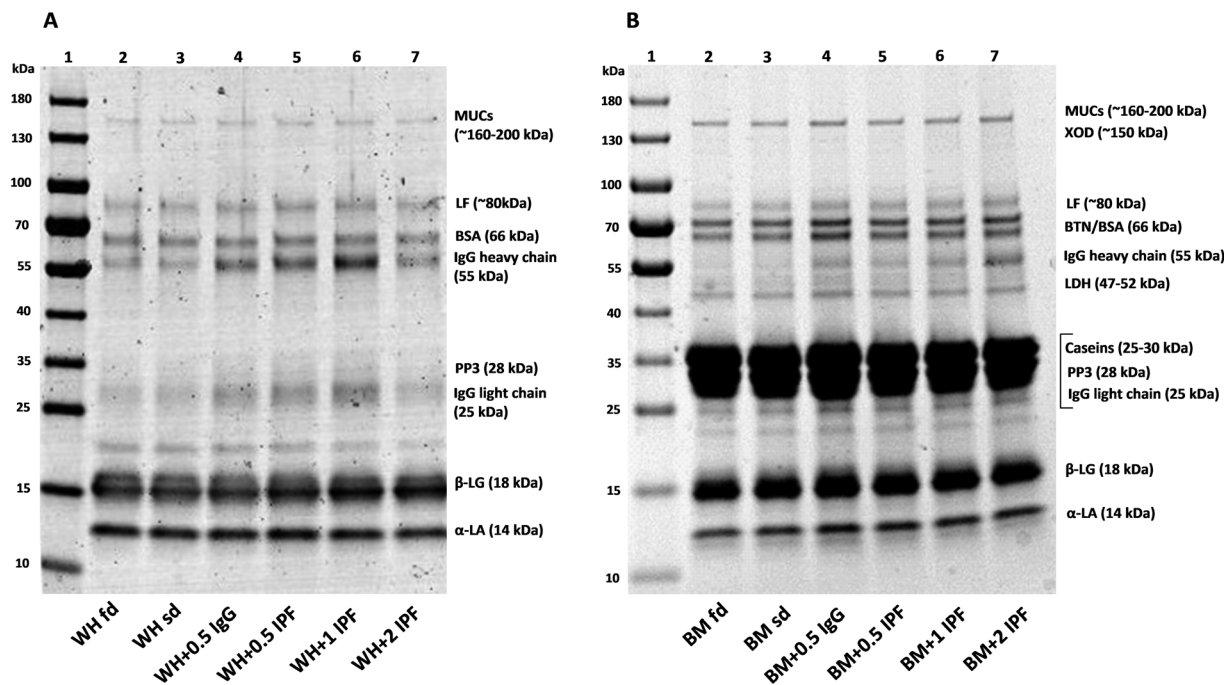 A
1 2 3 4 5 6 7
kDa
180
130
100
70
55
40
35
25
15
10
MUCs
(~160-200 kDa)
LF (~80kDa)
BSA (66 kDa)
IgG heavy chain
(55 kDa)
PP3 (28 kDa)
IgG light chain
(25 kDa)
β-LG (18 kDa)
α-LA (14 kDa)
WH fd
WH sd
WH+0.5 IgG
WH+0.5 IPF
WH+1 IPF
WH+2 IPF
B
1 2 3 4 5 6 7
kDa
180
130
100
70
55
40
35
25
15
10
MUCs (~160-200 kDa)
XOD (~150 kDa)
LF (~80 kDa)
BTN/BSA (66 kDa)
IgG heavy chain (55 kDa)
LDH (47-52 kDa)
Caseins (25-30 kDa)
PP3 (28 kDa)
IgG light chain (25 kDa)
β-LG (18 kDa)
α-LA (14 kDa)
BM fd
BM sd
BM+0.5 IgG
BM+0.5 IPF
BM+1 IPF
BM+2 IPF